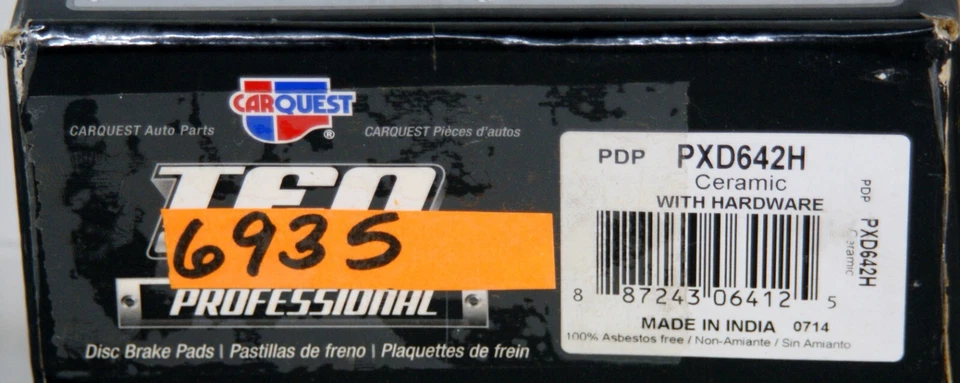 CARQUEST
®
CARQUEST Auto Parts
CARQUEST Pièces d'autos
6935
PROFESSIONAL
Disc Brake Pads \ Pastillas de freno \ Plaquettes de frein
PDP PXD642H
Ceramic
WITH HARDWARE
8 87243 06412 5
MADE IN INDIA 0714
100% Asbestos free / Non-Amiante / Sin Amianto
PDP PXD642H
Ceramic